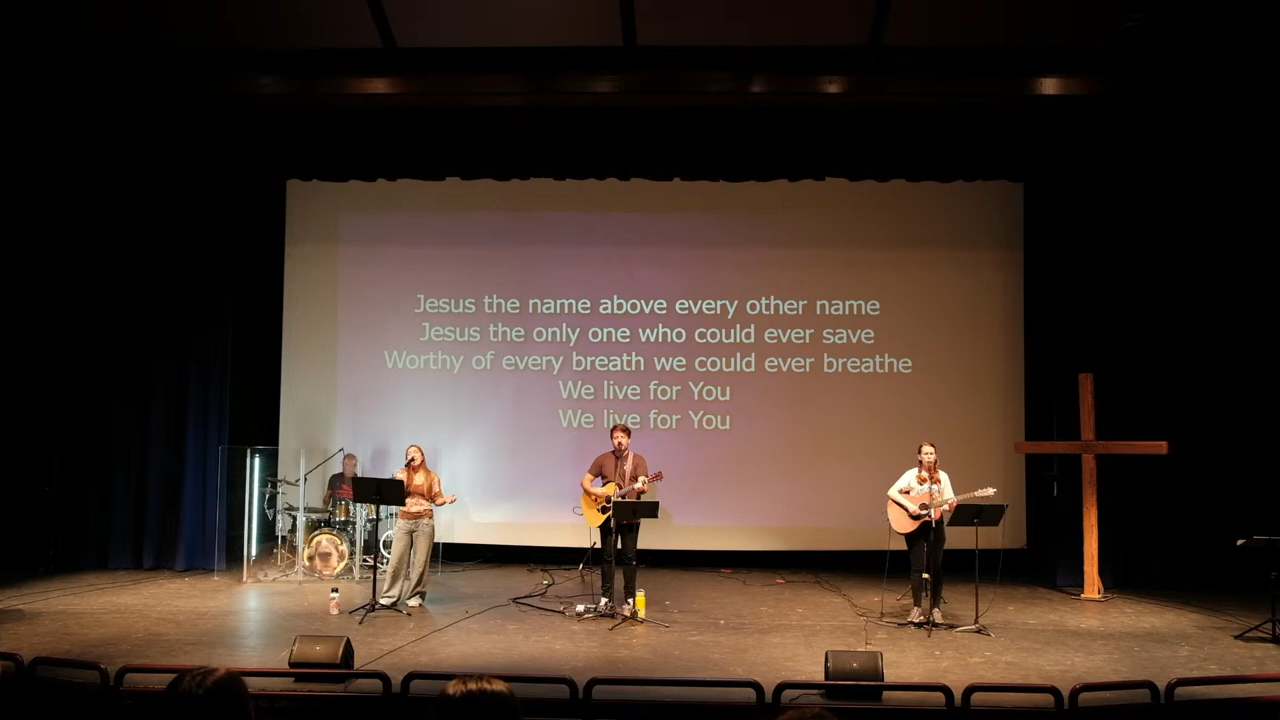 Jesus the name above every other name
Jesus the only one who could ever save
Worthy of every breath we could ever breathe
We live for You
We live for You